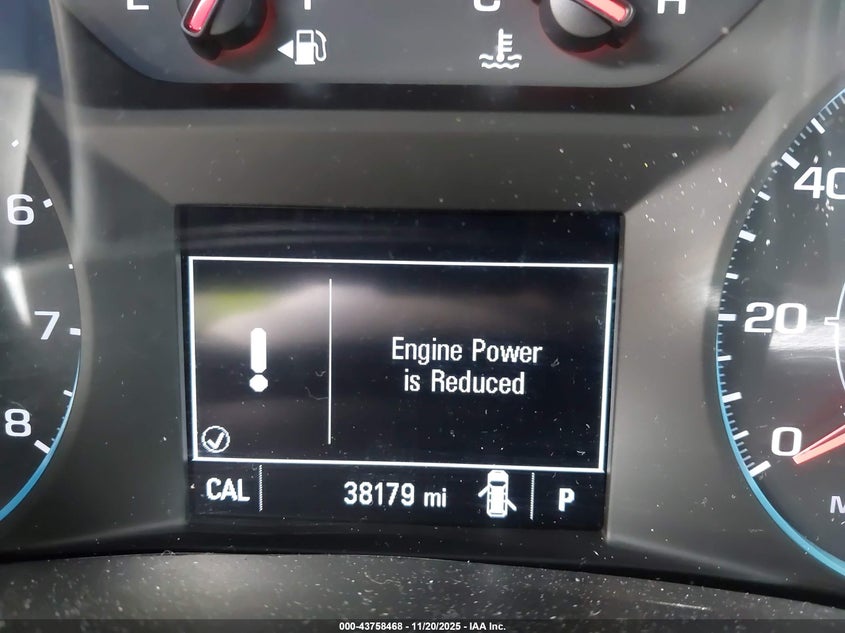 E F C H
6
40
7
20
Engine Power
is Reduced
8
0
CAL 38179 mi P
M
000-43758468 - 11/20/2025 - IAA Inc.